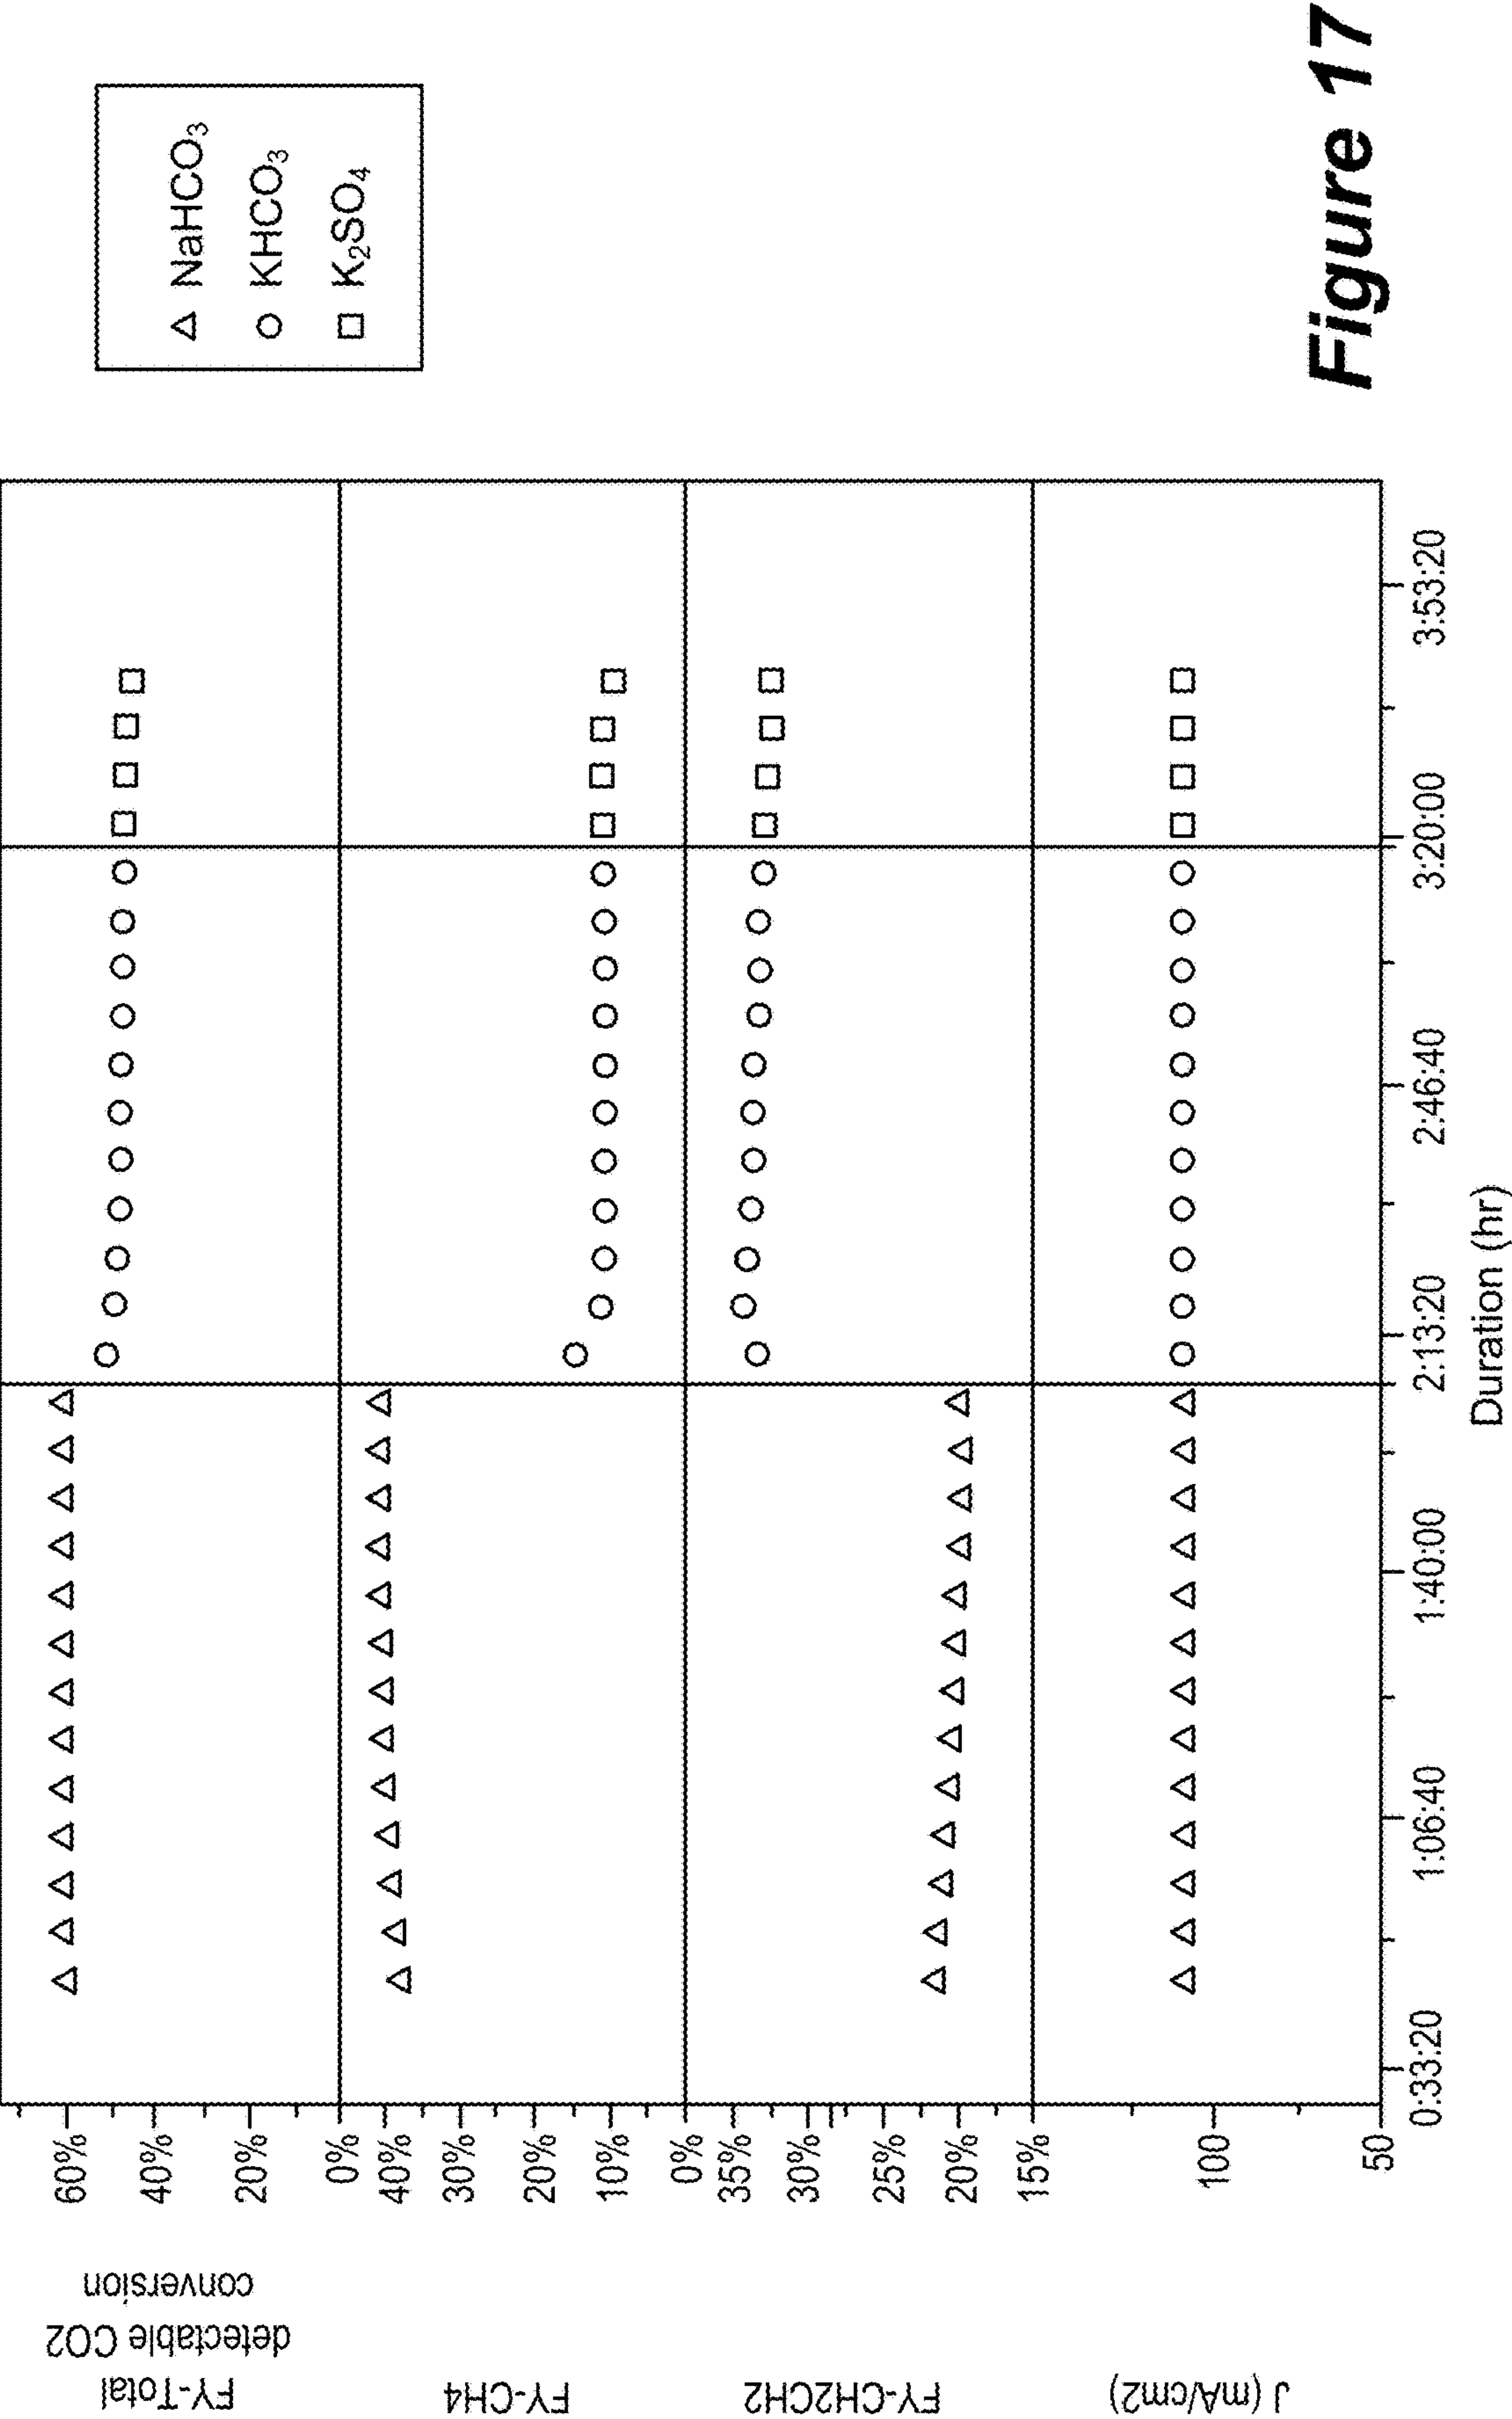 FY-Total
detectable CO2
conversion
60%
40%
20%
0%
FY-CH4
40%
30%
20%
10%
0%
FY-CH2CH2
35%
30%
25%
20%
15%
J (mA/cm2)
100
50
0:33:20
1:06:40
1:40:00
2:13:20
2:46:40
3:20:00
3:53:20
Duration (hr)
△ NaHCO₃
○ KHCO₃
□ K₂SO₄
Figure 17